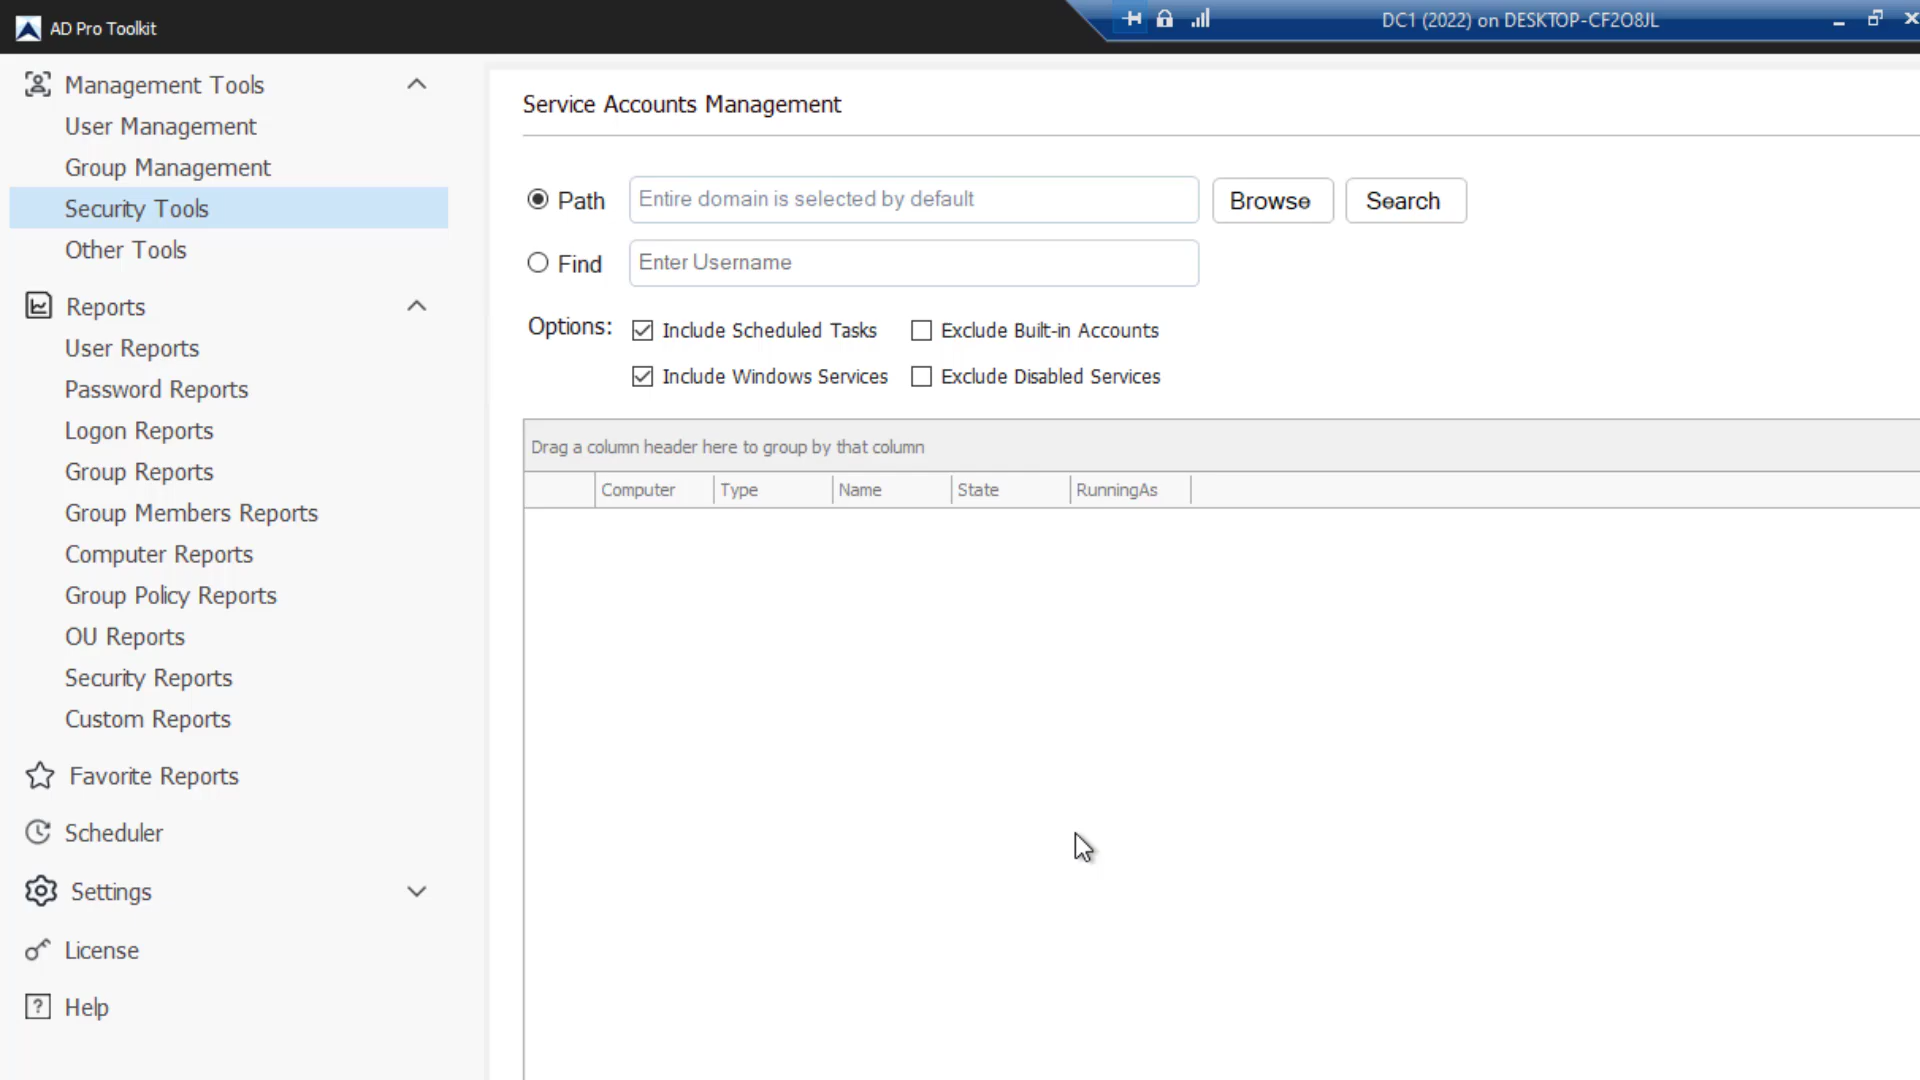 AD Pro Toolkit
DC1 (2022) on DESKTOP-CF2O8JL
Management Tools
User Management
Group Management
Security Tools
Other Tools
Reports
User Reports
Password Reports
Logon Reports
Group Reports
Group Members Reports
Computer Reports
Group Policy Reports
OU Reports
Security Reports
Custom Reports
Favorite Reports
Scheduler
Settings
License
? Help
Service Accounts Management
Path Entire domain is selected by default Browse Search
Find Enter Username
Options: Include Scheduled Tasks Exclude Built-in Accounts
Include Windows Services Exclude Disabled Services
Drag a column header here to group by that column
Computer Type Name State RunningAs